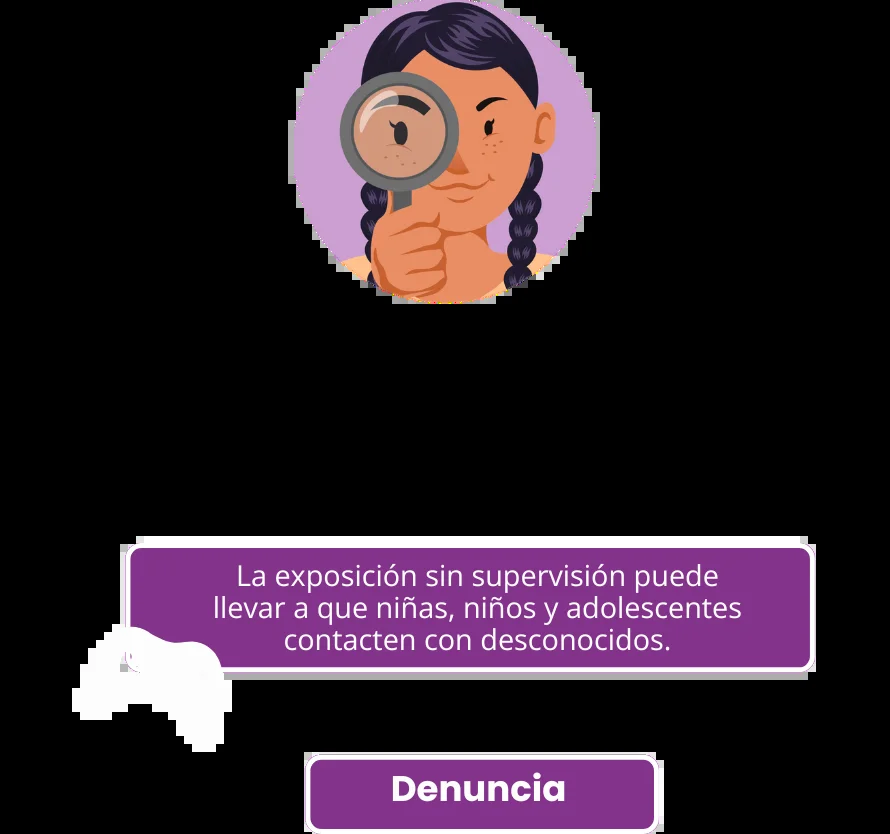 La exposición sin supervisión puede
llevar a que niñas, niños y adolescentes
contacten con desconocidos.
Denuncia